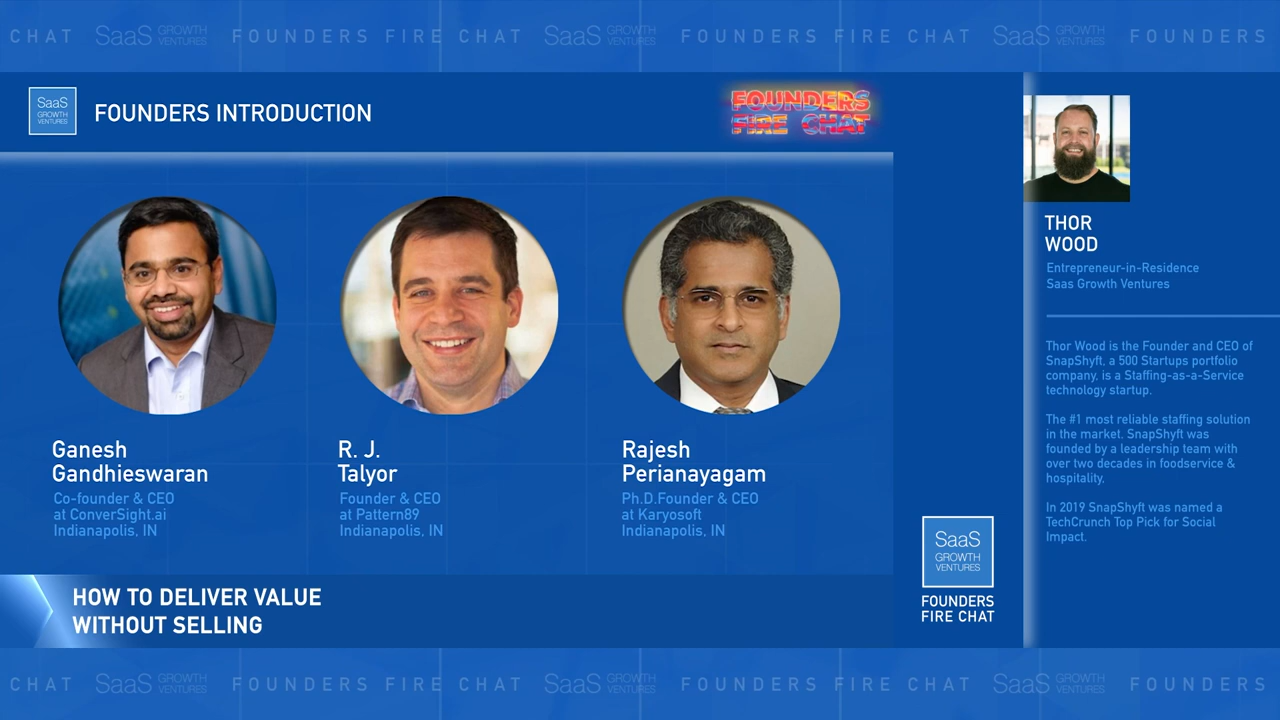 CHAT SaaS GROWTH VENTURES FOUNDERS FIRE CHAT SaaS GROWTH VENTURES FOUNDERS FIRE CHAT SaaS GROWTH VENTURES FOUNDERS
SaaS
GROWTH
VENTURES
FOUNDERS INTRODUCTION
FOUNDERS
FIRE CHAT
Ganesh
Gandhieswaran
Co-founder & CEO
at ConverSight.ai
Indianapolis, IN
R. J.
Talyor
Founder & CEO
at Pattern89
Indianapolis, IN
Rajesh
Perianayagam
Ph.D.Founder & CEO
at Karyosoft
Indianapolis, IN
HOW TO DELIVER VALUE
WITHOUT SELLING
SaaS
GROWTH
VENTURES
FOUNDERS
FIRE CHAT
THOR
WOOD
Entrepreneur-in-Residence
Saas Growth Ventures
Thor Wood is the Founder and CEO of
SnapShyft, a 500 Startups portfolio
company, is a Staffing-as-a-Service
technology startup.
The #1 most reliable staffing solution
in the market. SnapShyft was
founded by a leadership team with
over two decades in foodservice &
hospitality.
In 2019 SnapShyft was named a
TechCrunch Top Pick for Social
Impact.
CHAT SaaS GROWTH VENTURES FOUNDERS FIRE CHAT SaaS GROWTH VENTURES FOUNDERS FIRE CHAT SaaS GROWTH VENTURES FOUNDERS